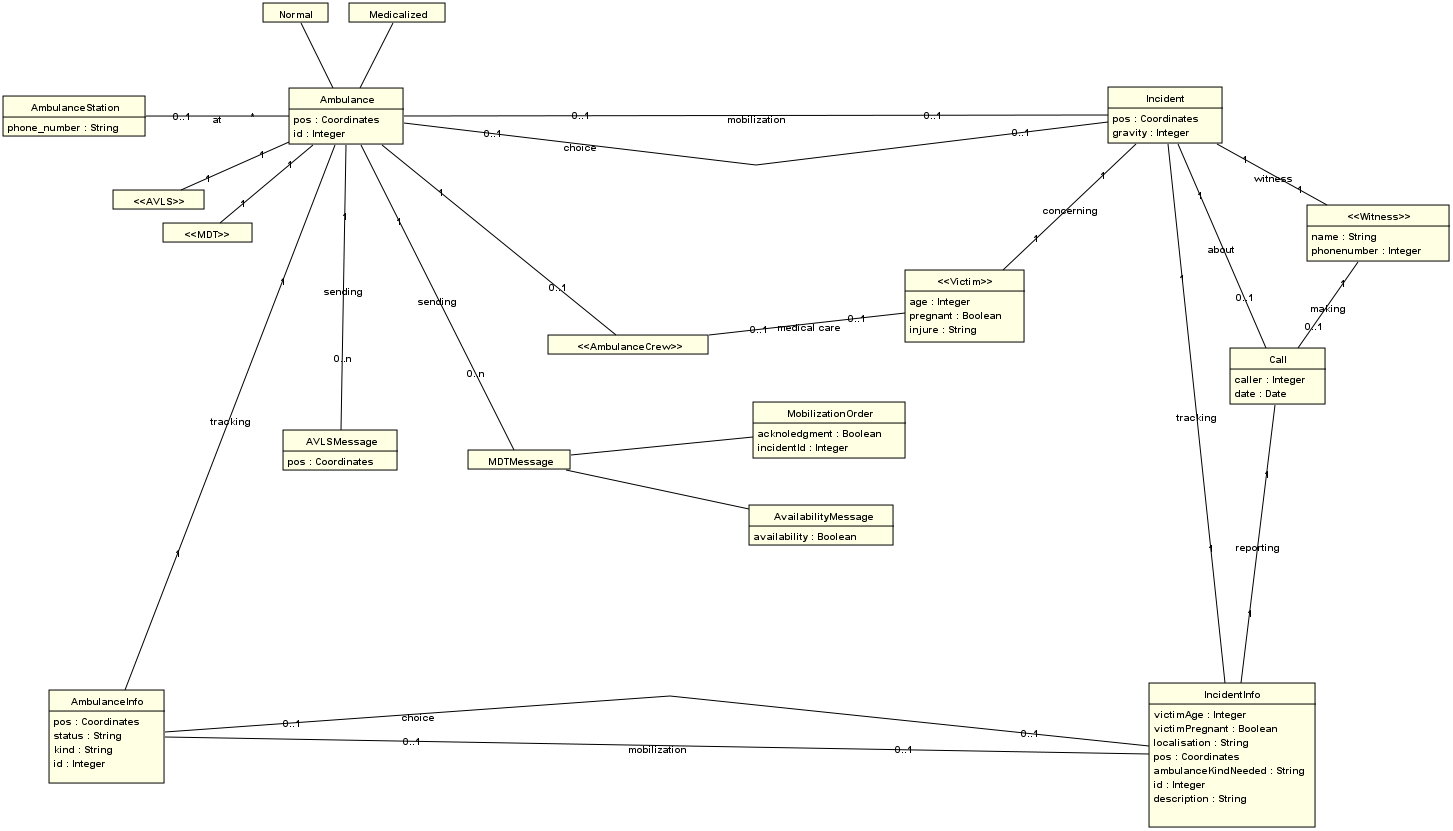 Normal
Medicalized
AmbulanceStation
phone_number : String
0..1
at
*
Ambulance
pos : Coordinates
id : Integer
0..1
mobilization
0..1
0..1
choice
0..1
Incident
pos : Coordinates
gravity : Integer
1
1
<<AVLS>>
1
1
<<MDT>>
1
witness
1
<<Witness>>
name : String
phonenumber : Integer
1
concerning
1
1
about
0..1
1
making
0..1
1
sending
0..n
1
sending
0..n
1
0..1
<<AmbulanceCrew>>
0..1
medical care
0..1
<<Victim>>
age : Integer
pregnant : Boolean
injure : String
Call
caller : Integer
date : Date
1
tracking
1
AVLSMessage
pos : Coordinates
MDTMessage
MobilizationOrder
acknoledgment : Boolean
incidentId : Integer
AvailabilityMessage
availability : Boolean
1
tracking
1
1
reporting
1
AmbulanceInfo
pos : Coordinates
status : String
kind : String
id : Integer
0..1
choice
0..1
0..1
mobilization
0..1
IncidentInfo
victimAge : Integer
victimPregnant : Boolean
localisation : String
pos : Coordinates
ambulanceKindNeeded : String
id : Integer
description : String